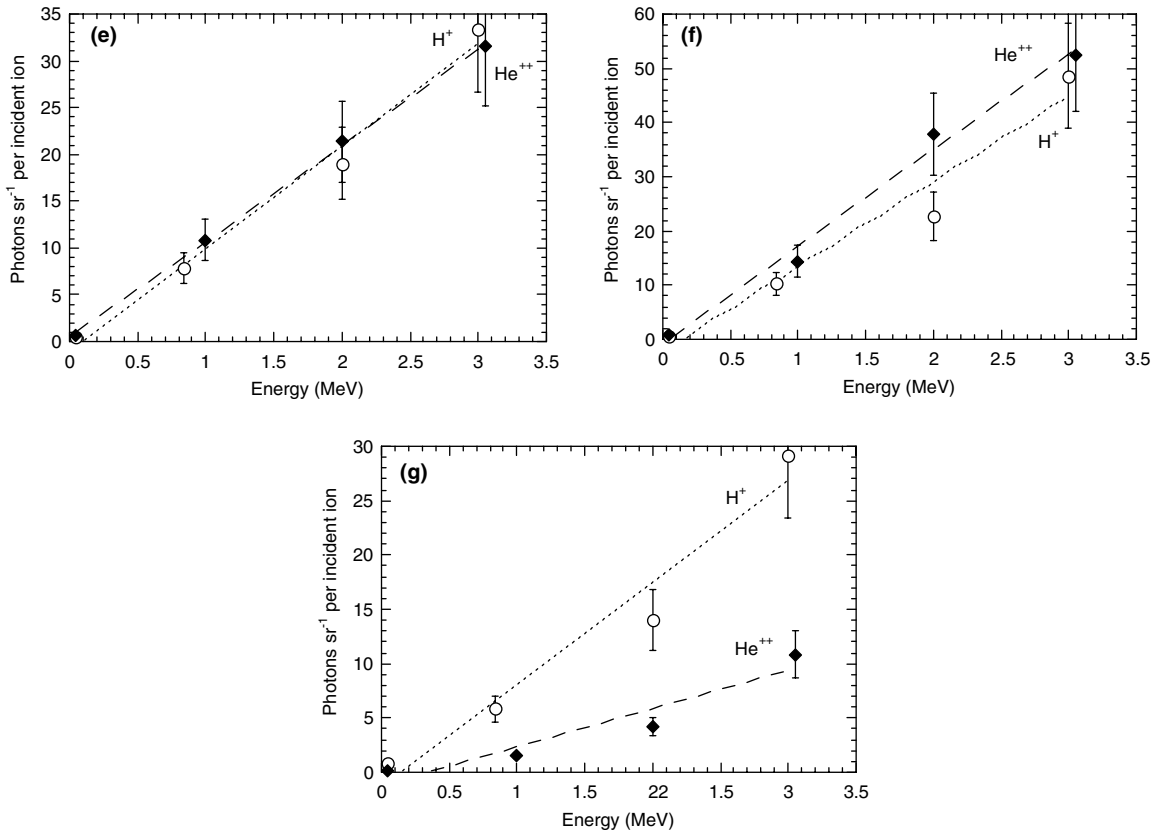 (e)
H+
He++
35
30
25
20
15
10
5
0
Photons sr-1 per incident ion
0 0.5 1 1.5 2 2.5 3 3.5
Energy (MeV)
(f)
He++
H+
60
50
40
30
20
10
0
Photons sr-1 per incident ion
0 0.5 1 1.5 2 2.5 3 3.5
Energy (MeV)
(g)
H+
He++
30
25
20
15
10
5
0
Photons sr-1 per incident ion
0 0.5 1 1.5 22 1.5 3 3.5
Energy (MeV)